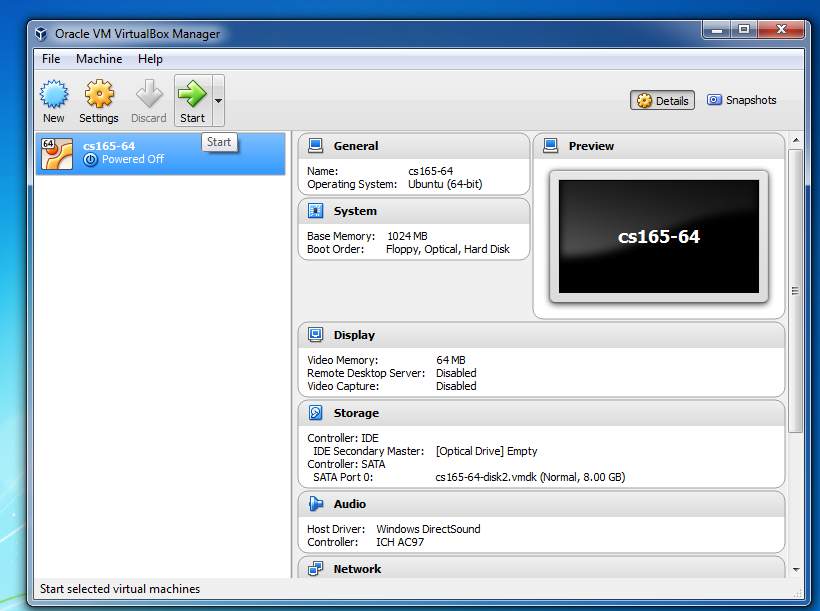 Oracle VM VirtualBox Manager
File Machine Help
New Settings Discard Start
Details Snapshots
64 cs165-64
Powered Off
Start
General
Name: cs165-64
Operating System: Ubuntu (64-bit)
System
Base Memory: 1024 MB
Boot Order: Floppy, Optical, Hard Disk
Preview
cs165-64
Display
Video Memory: 64 MB
Remote Desktop Server: Disabled
Video Capture: Disabled
Storage
Controller: IDE
IDE Secondary Master: [Optical Drive] Empty
Controller: SATA
SATA Port 0: cs165-64-disk2.vmdk (Normal, 8.00 GB)
Audio
Host Driver: Windows DirectSound
Controller: ICH AC97
Network
Start selected virtual machines